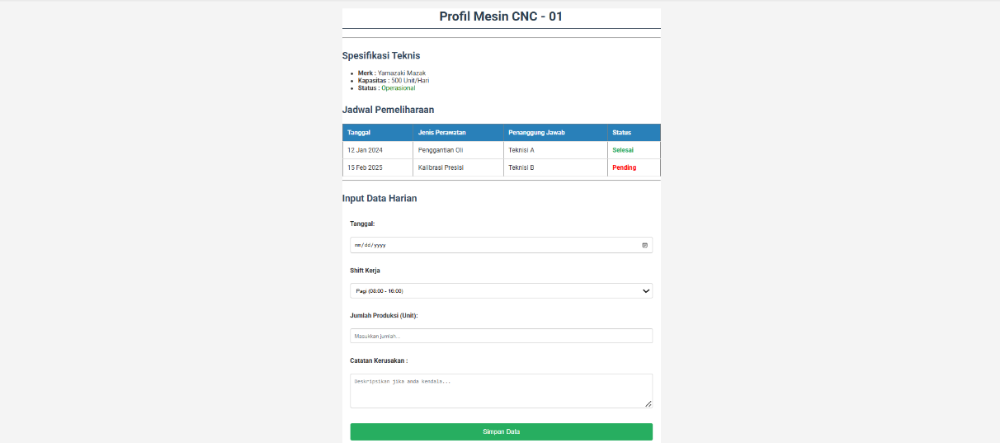 Profil Mesin CNC - 01
Spesifikasi Teknis
Merk : Yamazaki Mazak
Kapasitas : 500 Unit/Hari
Status : Operasional
Jadwal Pemeliharaan
Tanggal Jenis Perawatan Penanggung Jawab Status
12 Jan 2024 Penggantian Oli Teknisi A Selesai
15 Feb 2025 Kalibrasi Presisi Teknisi B Pending
Input Data Harian
Tanggal:
mm/dd/yyyy
Shift Kerja
Pagi (08:00 - 16:00)
Jumlah Produksi (Unit):
Masukkan jumlah...
Catatan Kerusakan :
Deskripsikan jika anda kendala...
Simpan Data